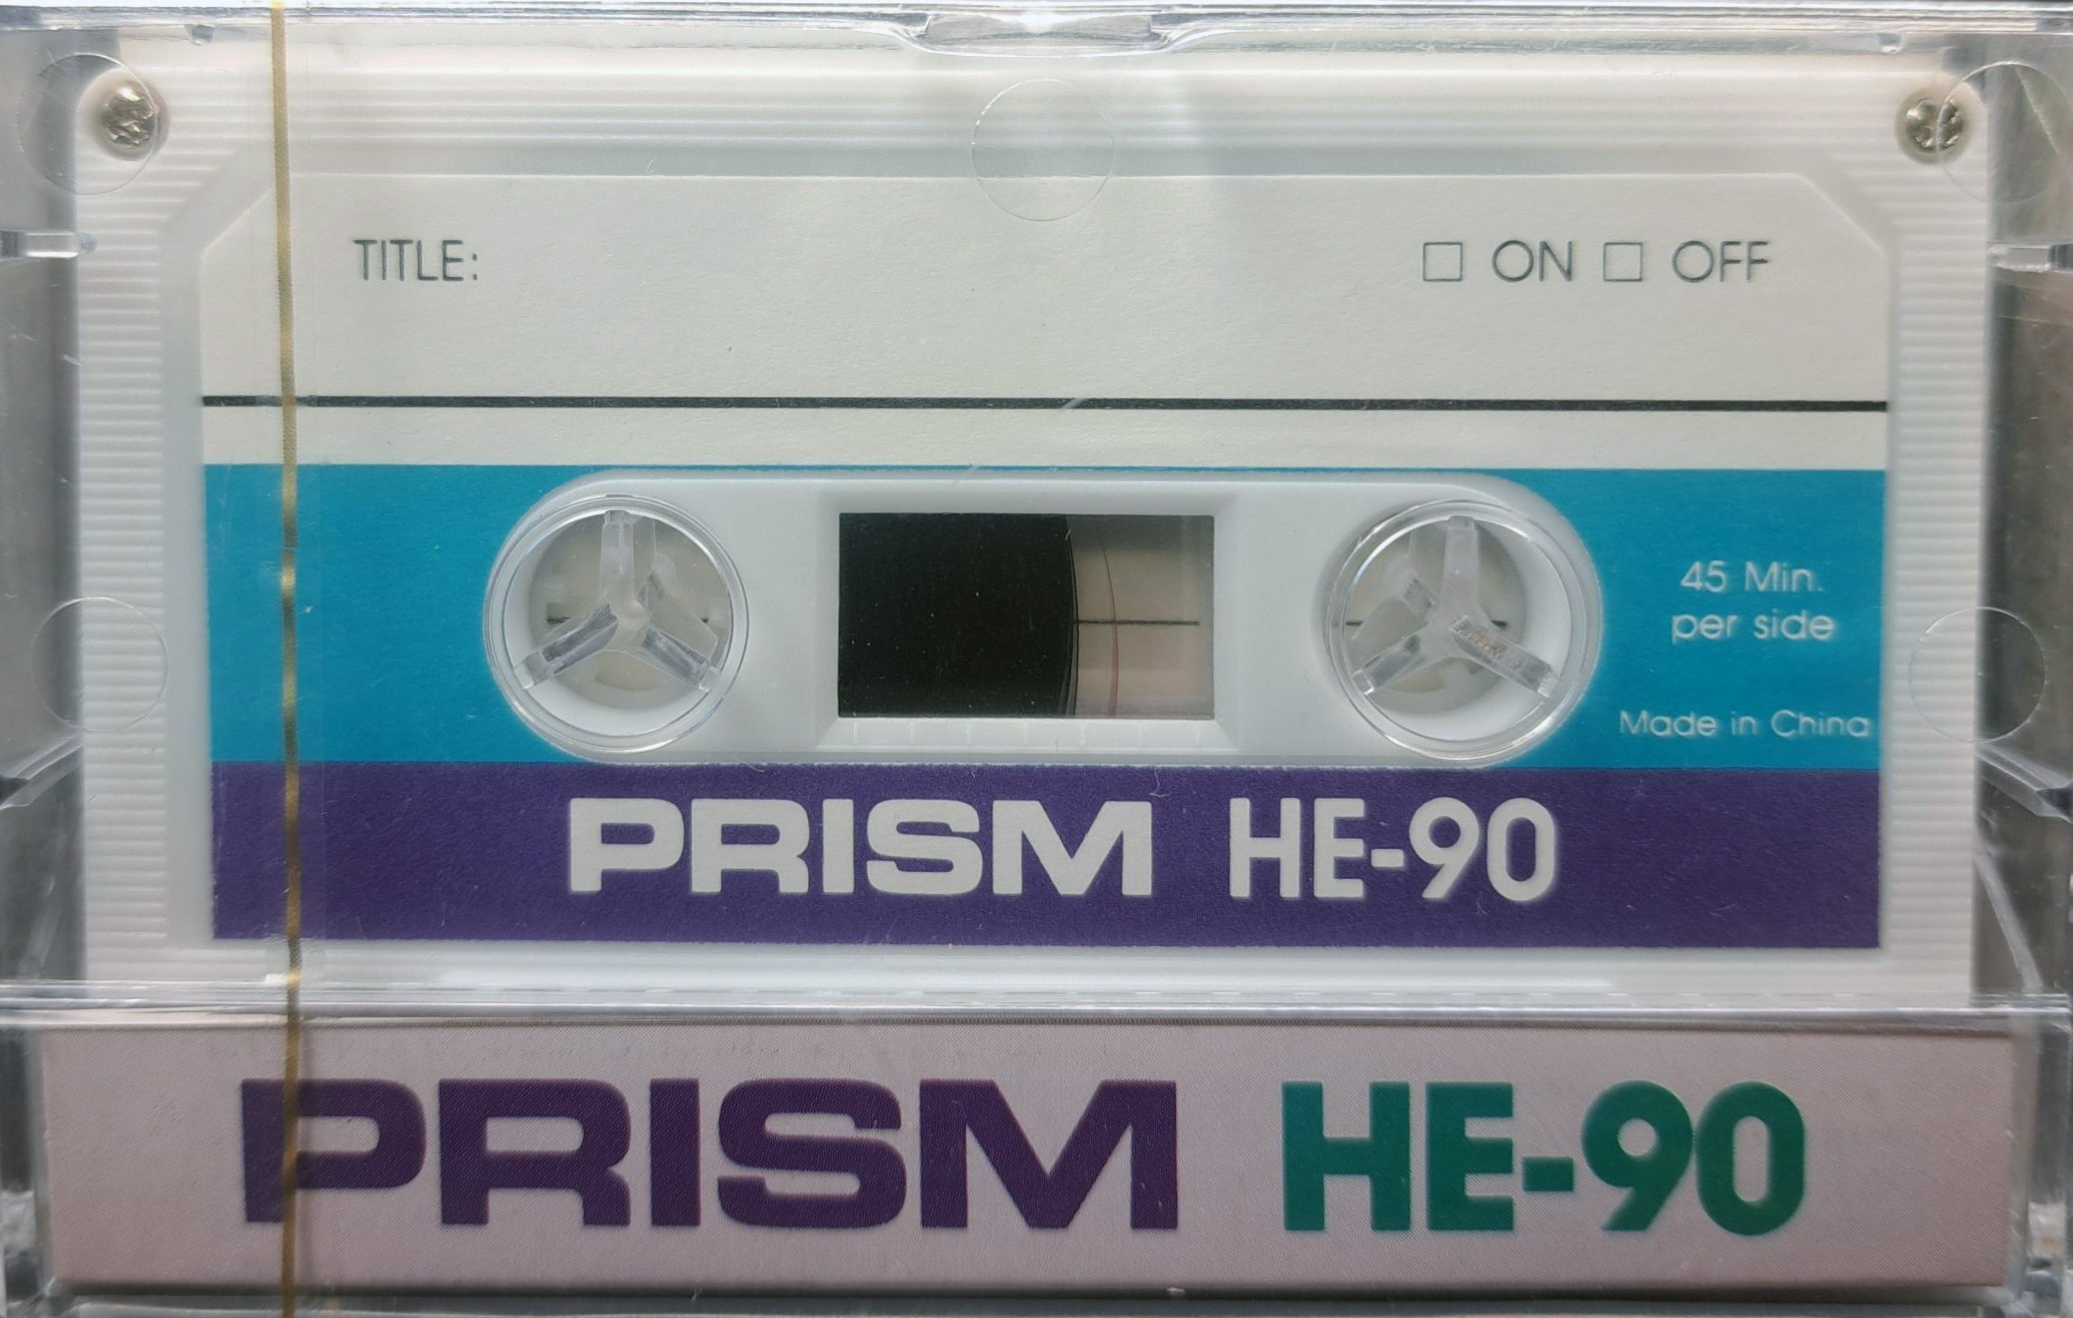 TITLE: □ ON □ OFF
45 Min.
per side
Made in China
PRISM HE-90
PRISM HE-90